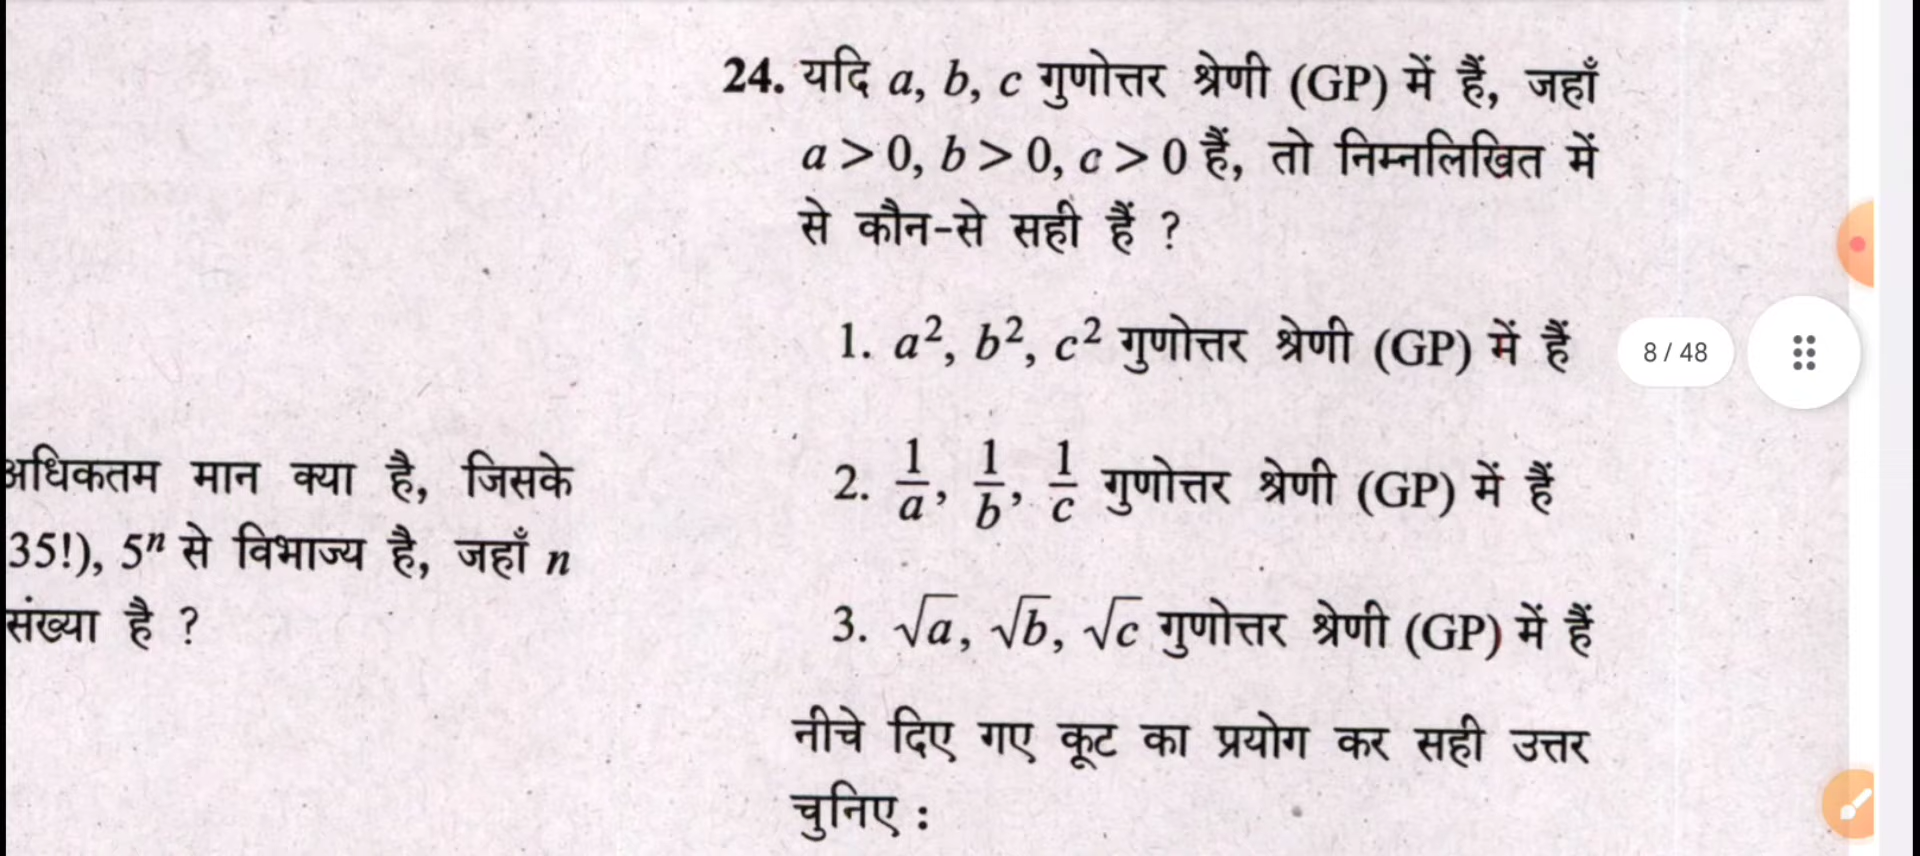 24. यदि a, b, c गुणोत्तर श्रेणी (GP) में हैं, जहाँ
a > 0, b > 0, c > 0 हैं, तो निम्नलिखित में
से कौन-से सही हैं ?
1. a², b², c² गुणोत्तर श्रेणी (GP) में हैं
8 / 48
2. 1/a, 1/b, 1/c गुणोत्तर श्रेणी (GP) में हैं
3. √a, √b, √c गुणोत्तर श्रेणी (GP) में हैं
नीचे दिए गए कूट का प्रयोग कर सही उत्तर
चुनिए :
अधिकतम मान क्या है, जिसके
35!), 5ⁿ से विभाज्य है, जहाँ n
संख्या है ?